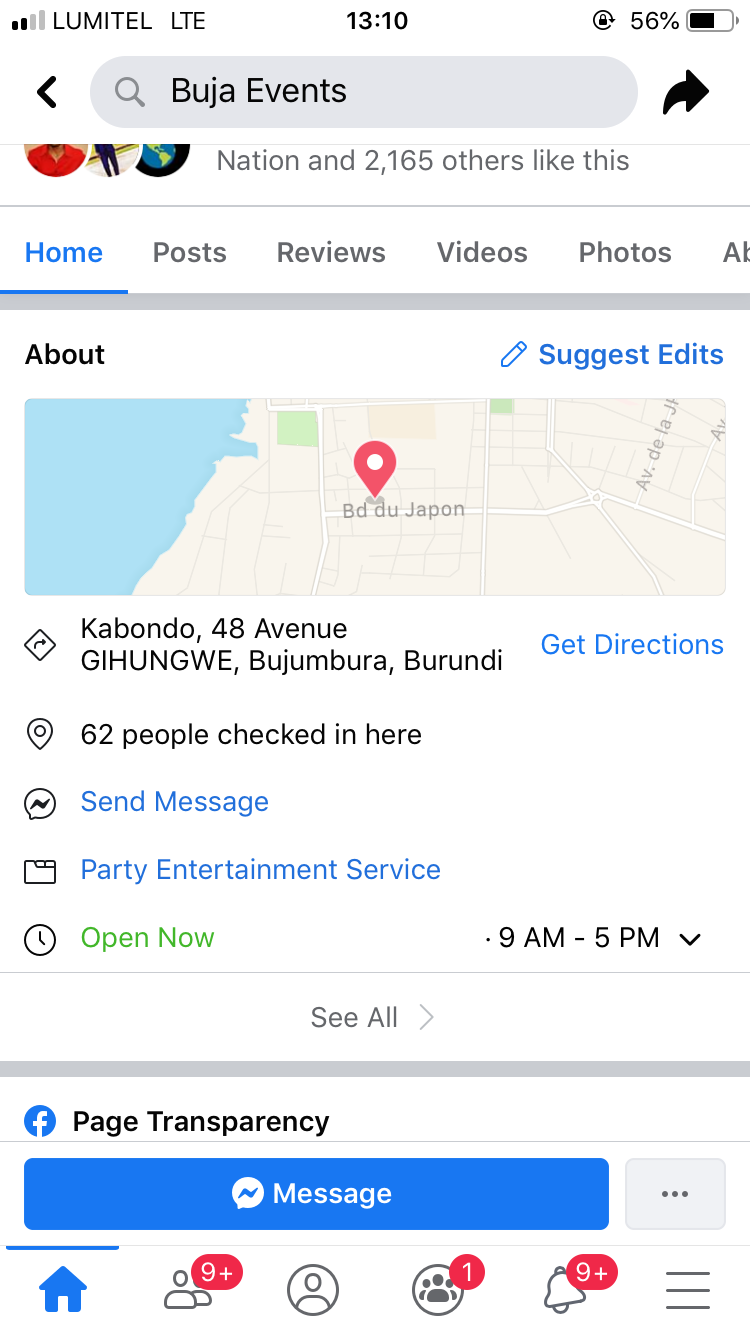 LUMITEL LTE 13:10 56%
Buja Events
Nation and 2,165 others like this
Home Posts Reviews Videos Photos Ab
About Suggest Edits
Av. de la JR
Av
Bd du Japon
Kabondo, 48 Avenue
GIHUNGWE, Bujumbura, Burundi
Get Directions
62 people checked in here
Send Message
Party Entertainment Service
Open Now · 9 AM - 5 PM
See All
Page Transparency
Message
9+ 1 9+